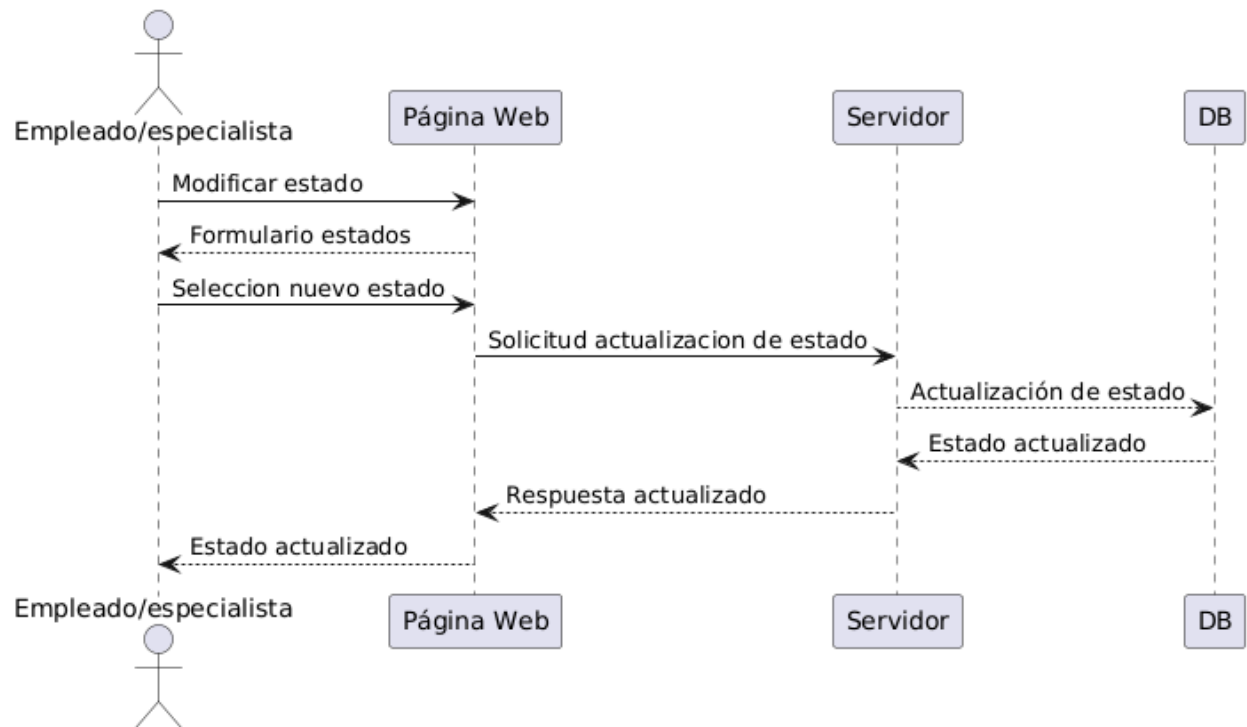 Empleado/especialista
Página Web
Servidor
DB
Modificar estado
Formulario estados
Seleccion nuevo estado
Solicitud actualizacion de estado
Actualización de estado
Estado actualizado
Respuesta actualizado
Estado actualizado
Empleado/especialista
Página Web
Servidor
DB